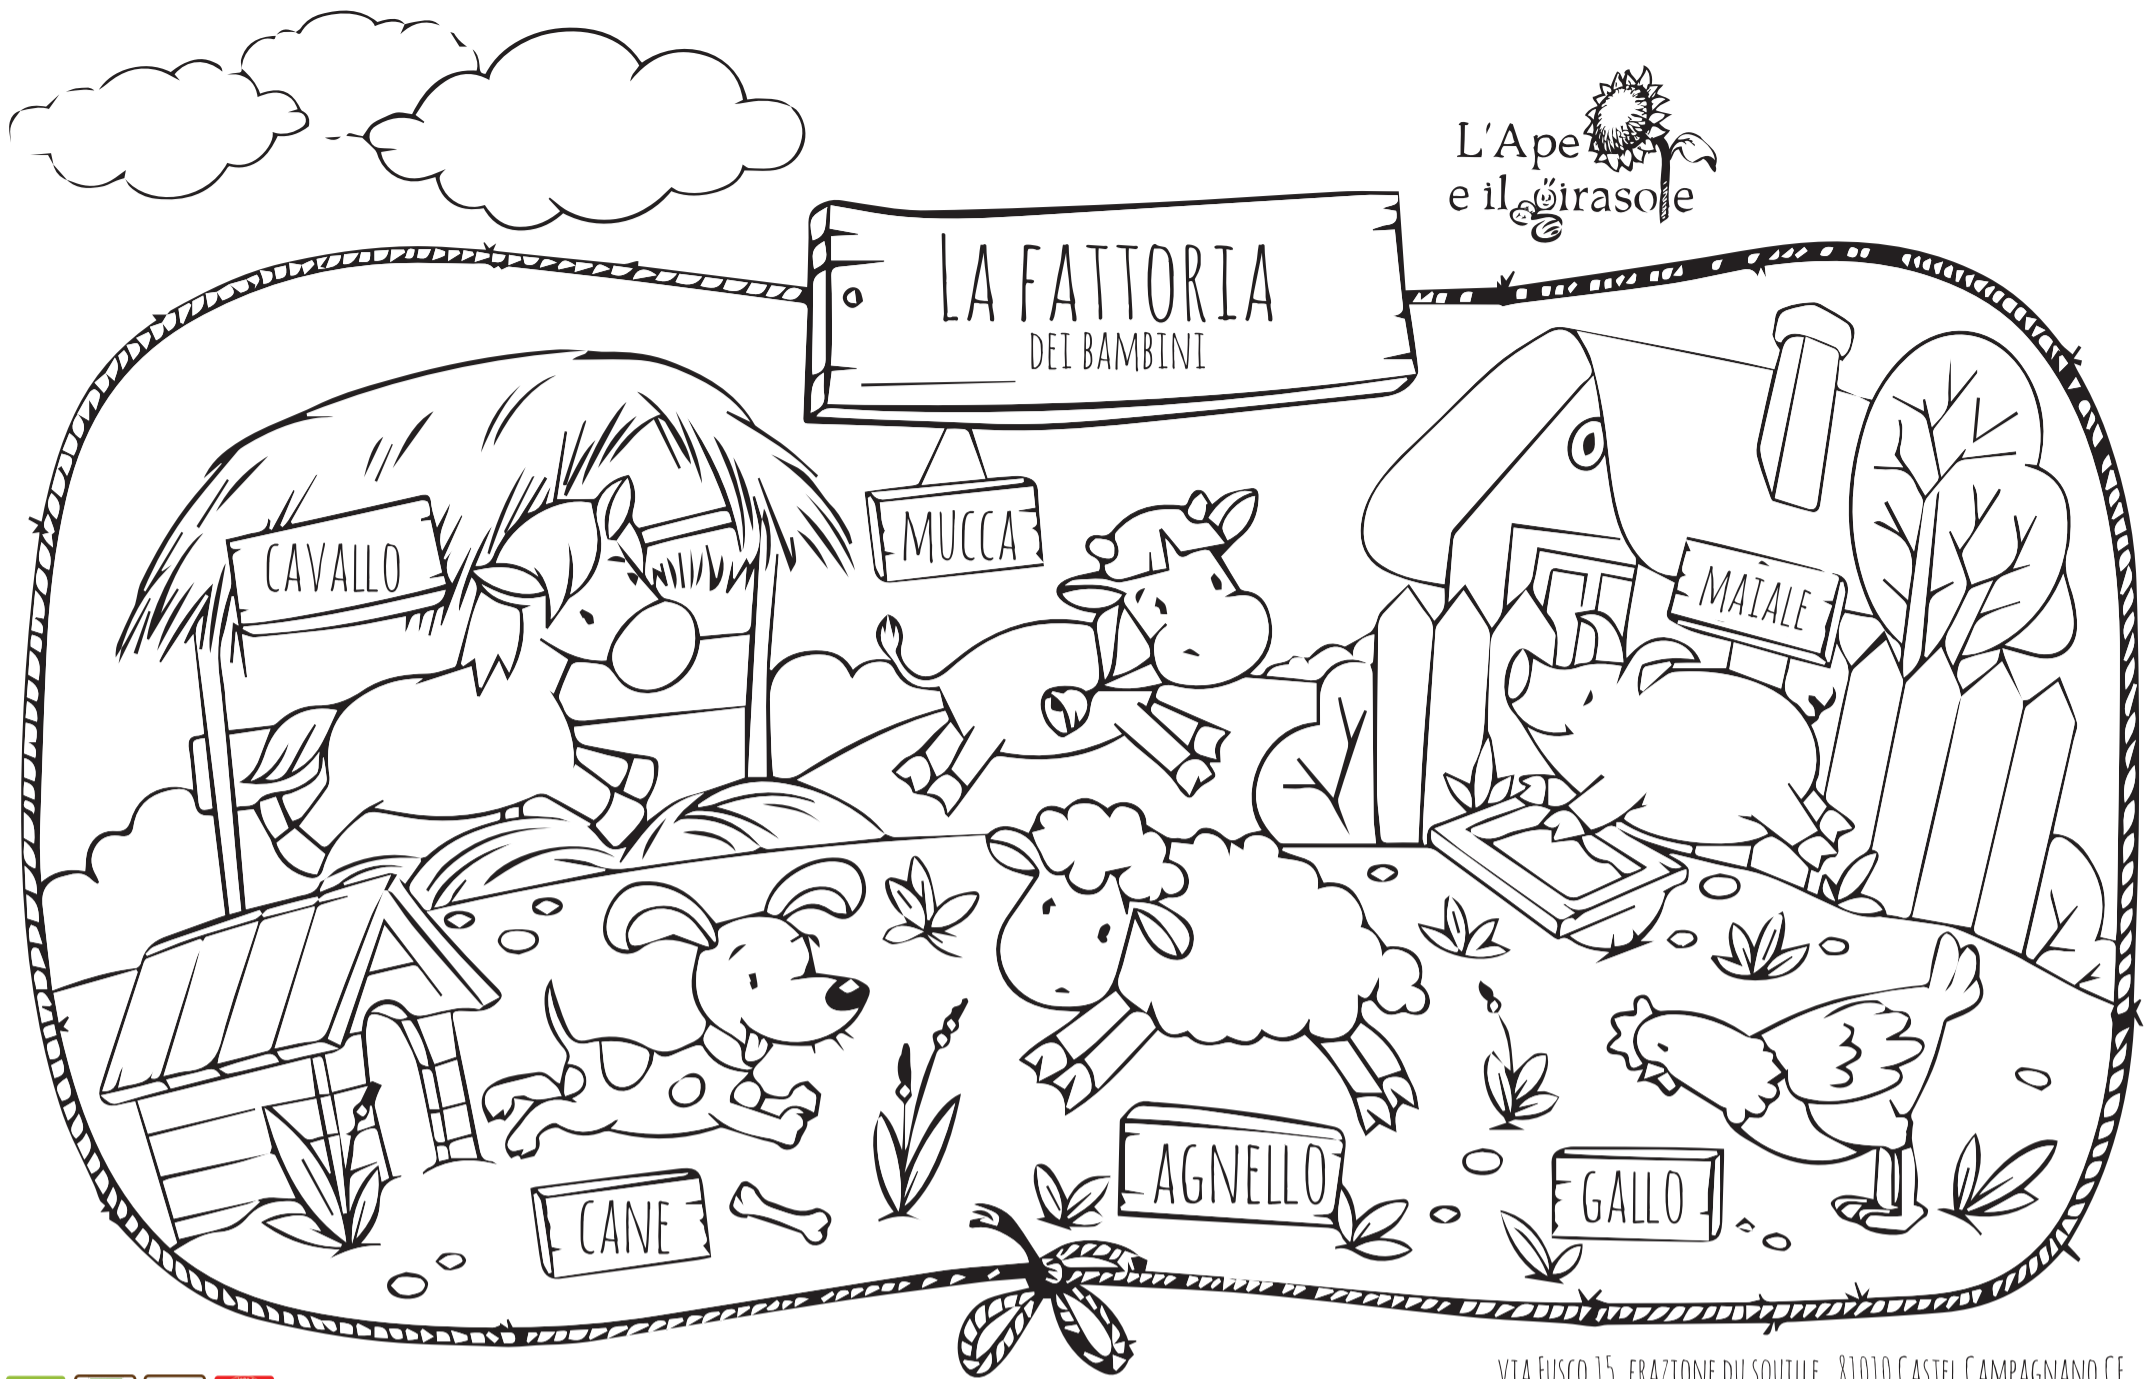 L'Ape
e il girasole
LA FATTORIA
DEI BAMBINI
CAVALLO
MUCCA
MAIALE
AGNELLO
GALLO
CANE
VIA FUSCO 15, FRAZIONE DU SQUILLE 81010 CASTEL CAMPAGNANO CE